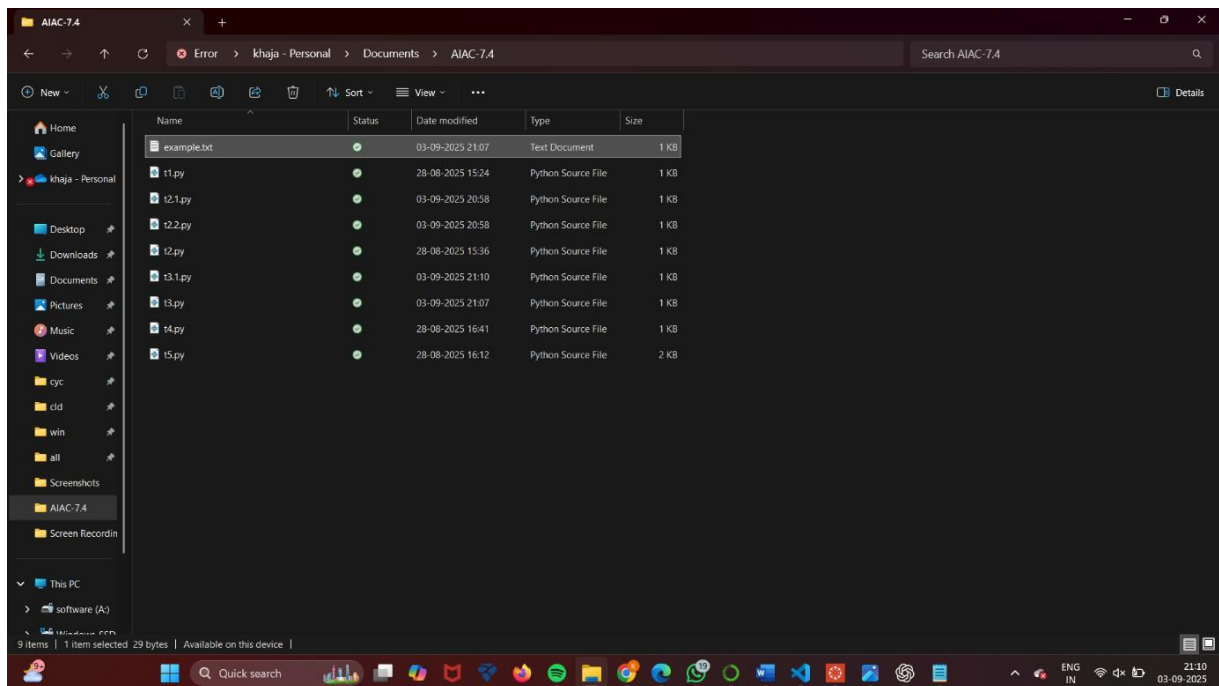 AIAC-7.4
Error > khaja - Personal > Documents > AIAC-7.4
Search AIAC-7.4
New
Sort
View
Details
Name Status Date modified Type Size
example.txt 03-09-2025 21:07 Text Document 1 KB
t1.py 28-08-2025 15:24 Python Source File 1 KB
t2.1.py 03-09-2025 20:58 Python Source File 1 KB
t2.2.py 03-09-2025 20:58 Python Source File 1 KB
t2.py 28-08-2025 15:36 Python Source File 1 KB
t3.1.py 03-09-2025 21:10 Python Source File 1 KB
t3.py 03-09-2025 21:07 Python Source File 1 KB
t4.py 28-08-2025 16:41 Python Source File 1 KB
t5.py 28-08-2025 16:12 Python Source File 2 KB
Home
Gallery
khaja - Personal
Desktop
Downloads
Documents
Pictures
Music
Videos
cyc
cld
win
all
Screenshots
AIAC-7.4
Screen Recordin
This PC
software (A:)
9 items | 1 item selected 29 bytes | Available on this device |
9+
Quick search
19
ENG
IN
21:10
03-09-2025